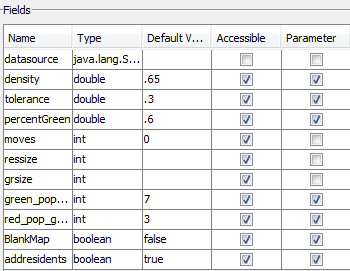 Fields
Name Type Default V... Accessible Parameter
datasource java.lang.S...
density double .65
tolerance double .3
percentGreen double .6
moves int 0
ressize int
grsize int
green_pop... int 7
red_pop_g... int 3
BlankMap boolean false
addresidents boolean true